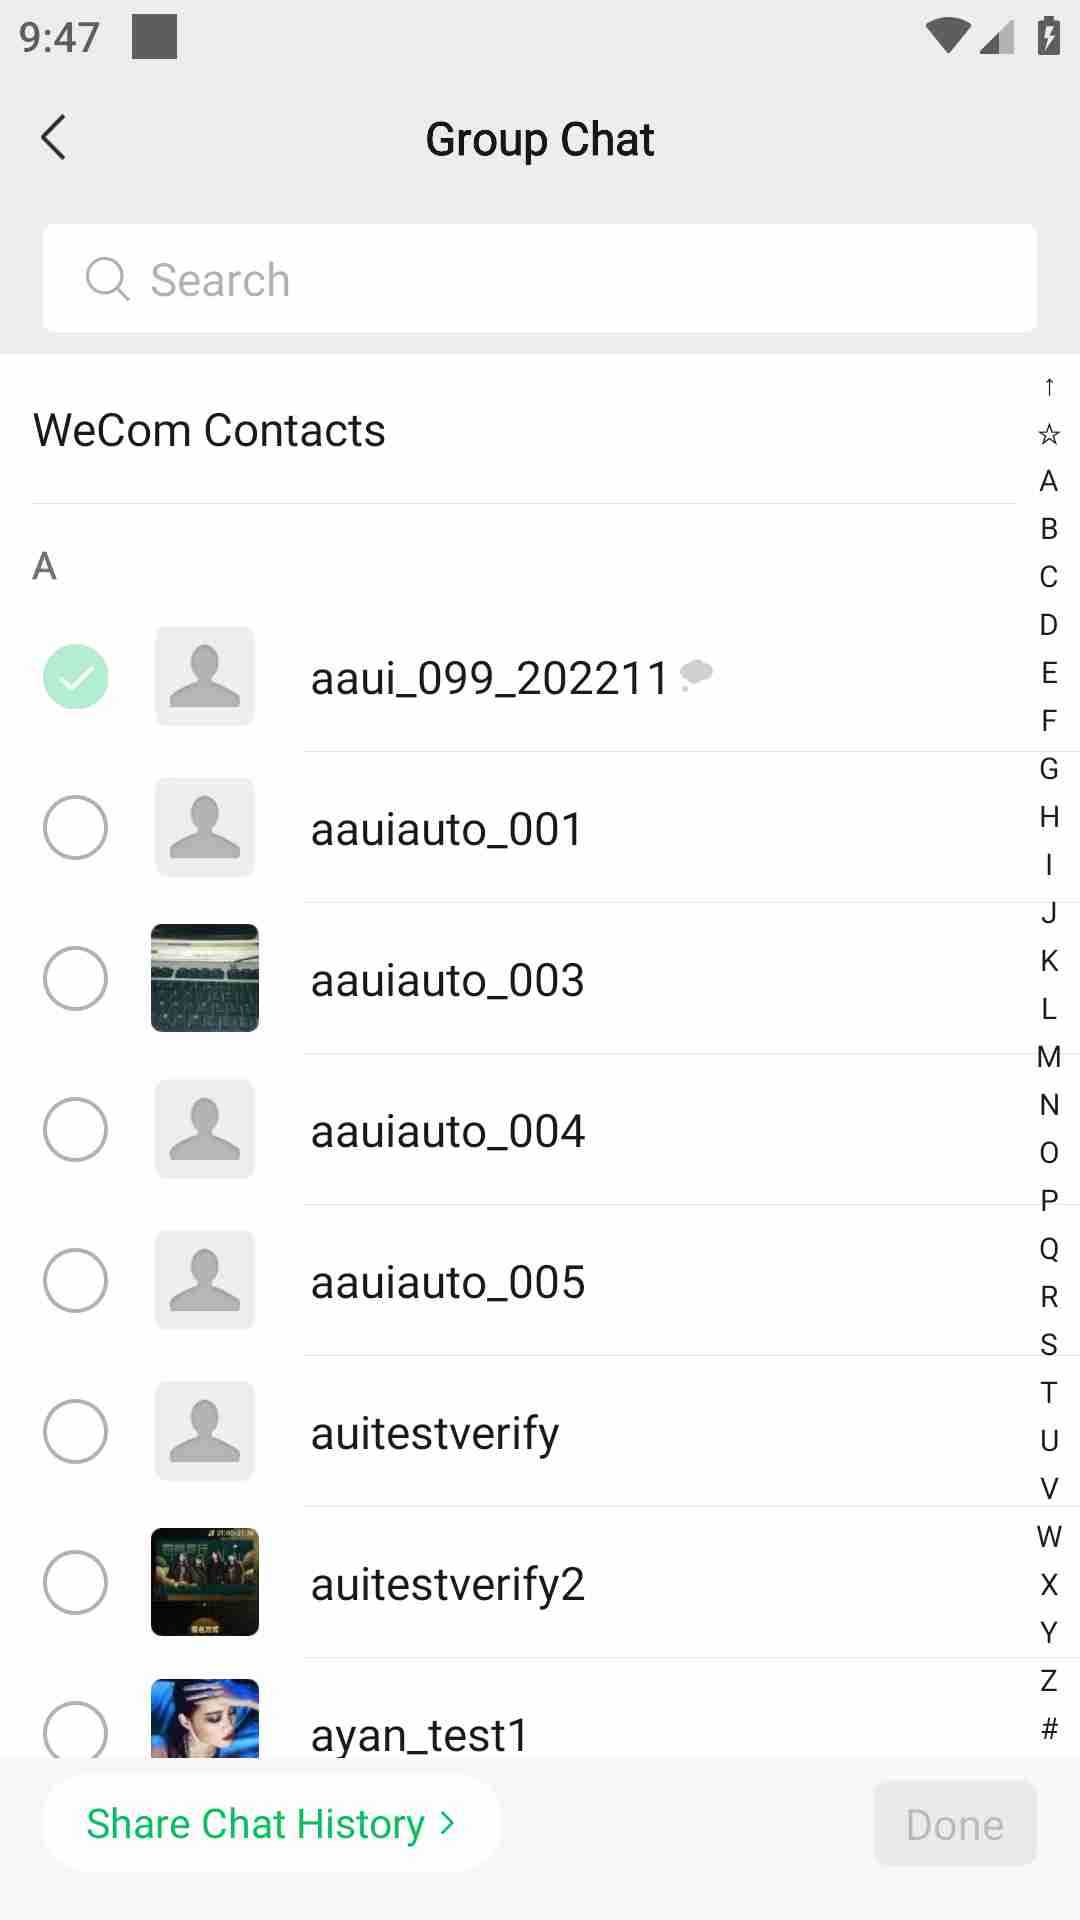 9:47
Group Chat
Search
WeCom Contacts
A
aaui_099_202211
aauiauto_001
aauiauto_003
aauiauto_004
aauiauto_005
auitestverify
auitestverify2
ayan_test1
↑
☆
A
B
C
D
E
F
G
H
I
J
K
L
M
N
O
P
Q
R
S
T
U
V
W
X
Y
Z
#
Share Chat History >
Done